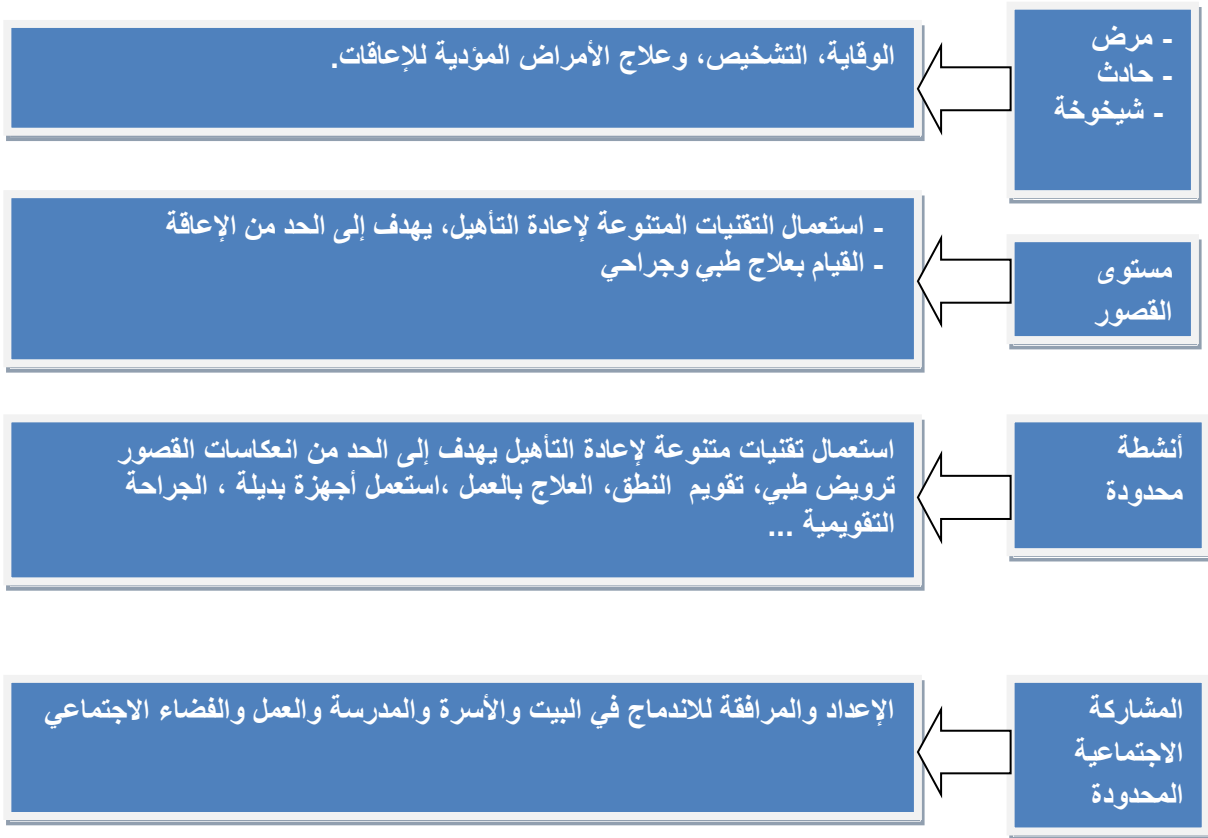 - مرض
- حادث
- شيخوخة
الوقاية، التشخيص، وعلاج الأمراض المؤدية للإعاقات.
مستوى
القصور
- استعمال التقنيات المتنوعة لإعادة التأهيل، يهدف إلى الحد من الإعاقة
- القيام بعلاج طبي وجراحي
أنشطة
محدودة
استعمال تقنيات متنوعة لإعادة التأهيل يهدف إلى الحد من انعكاسات القصور
ترويض طبي، تقويم النطق، العلاج بالعمل ،استعمل أجهزة بديلة ، الجراحة
التقويمية ...
المشاركة
الاجتماعية
المحدودة
الإعداد والمرافقة للاندماج في البيت والأسرة والمدرسة والعمل والفضاء الاجتماعي